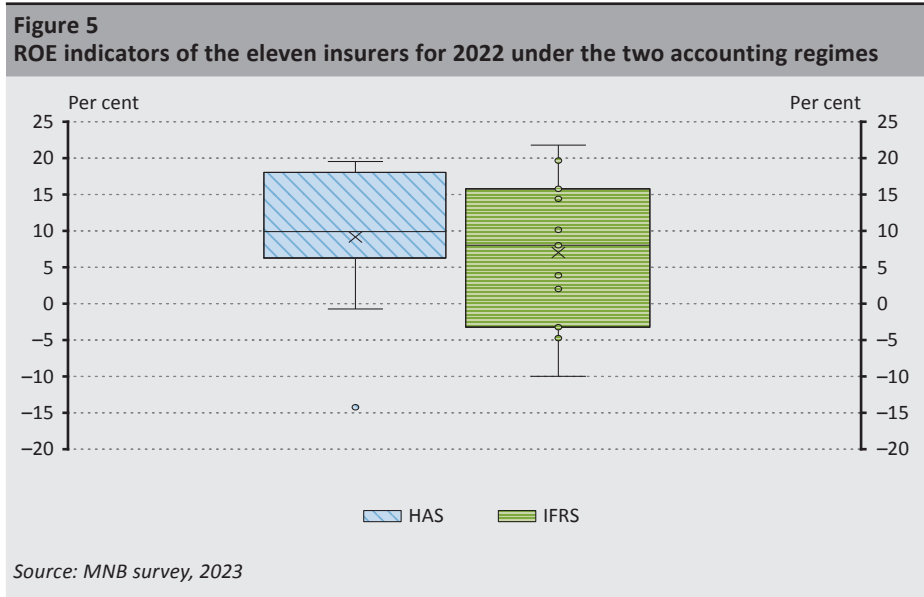 Figure 5
ROE indicators of the eleven insurers for 2022 under the two accounting regimes
Per cent Per cent
25 25
20 20
15 15
10 10
5 5
0 0
–5 –5
–10 –10
–15 –15
–20 –20
HAS IFRS
Source: MNB survey, 2023